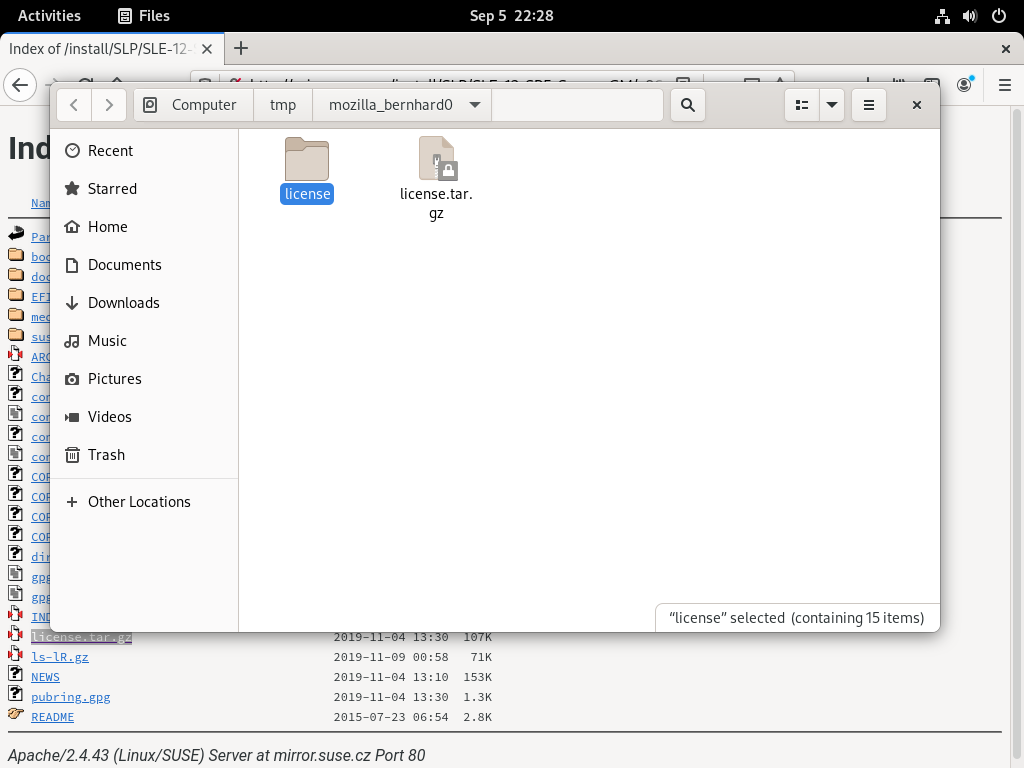 Activities Files Sep 5 22:28
Index of /install/SLP/SLE-12-
Computer tmp mozilla_bernhard0
Ind
Recent
license
license.tar.
gz
Starred
Nam
Home
Par
boo
Documents
doc
EFI
Downloads
med
sus
Music
ARC
Cha
Pictures
con
con
Videos
con
con
Trash
COP
COP
Other Locations
COP
COP
dir
gpg
gpg
IND
"license" selected (containing 15 items)
license.tar.gz 2019-11-04 13:30 107K
ls-lR.gz 2019-11-09 00:58 71K
NEWS 2019-11-04 13:10 153K
pubring.gpg 2019-11-04 13:30 1.3K
README 2015-07-23 06:54 2.8K
Apache/2.4.43 (Linux/SUSE) Server at mirror.suse.cz Port 80